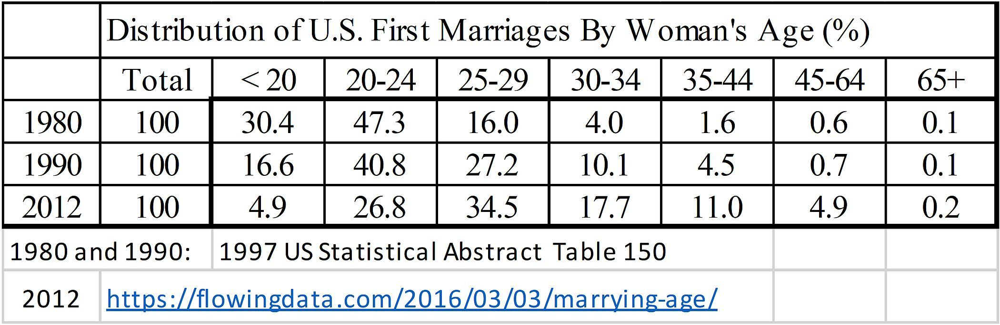 Distribution of U.S. First Marriages By Woman's Age (%)
Total < 20 20-24 25-29 30-34 35-44 45-64 65+
1980 100 30.4 47.3 16.0 4.0 1.6 0.6 0.1
1990 100 16.6 40.8 27.2 10.1 4.5 0.7 0.1
2012 100 4.9 26.8 34.5 17.7 11.0 4.9 0.2
1980 and 1990: 1997 US Statistical Abstract Table 150
2012 https://flowingdata.com/2016/03/03/marrying-age/